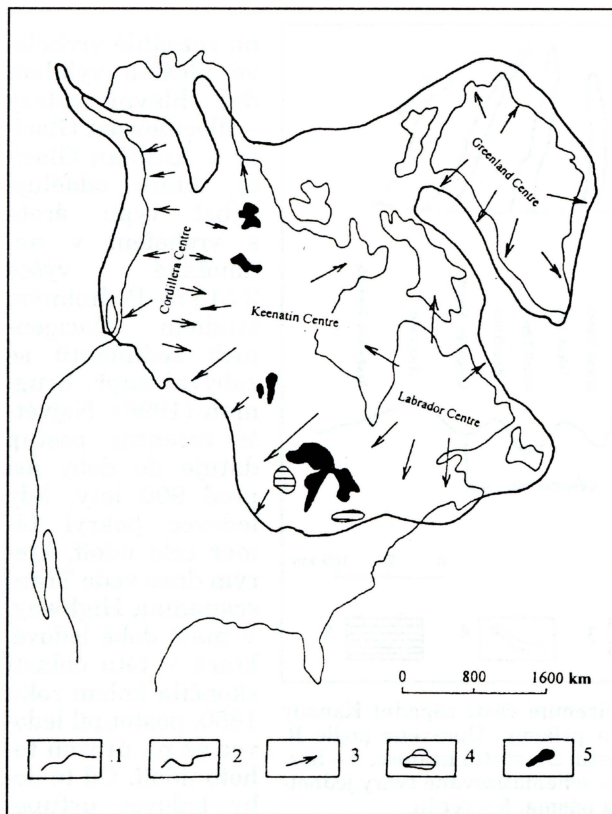 Greenland Centre
Cordillera Centre
Keenatin Centre
Labrador Centre
0 800 1600 km
1 2 3 4 5